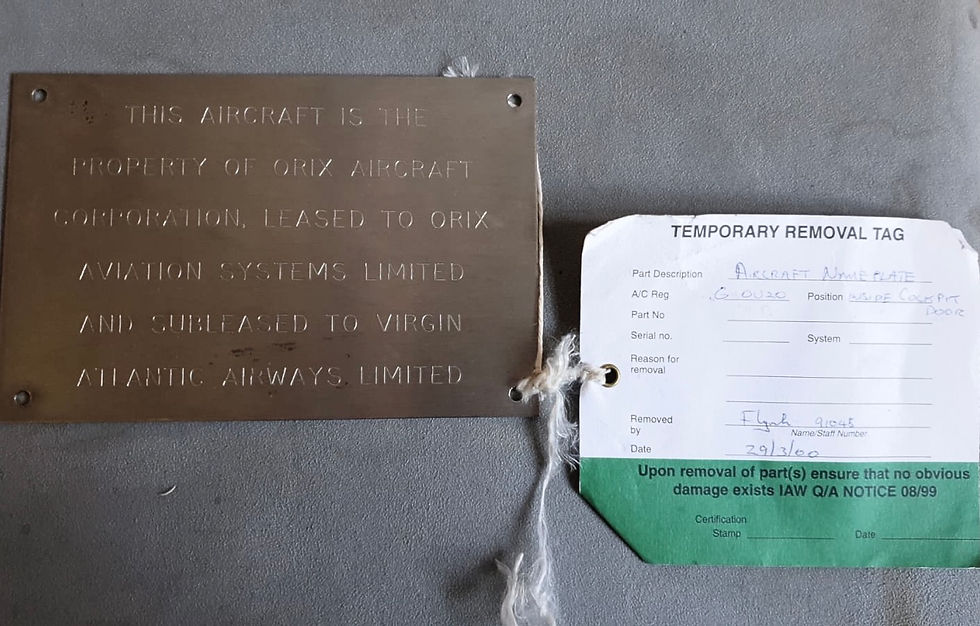 THIS AIRCRAFT IS THE
PROPERTY OF ORIX AIRCRAFT
CORPORATION, LEASED TO ORIX
AVIATION SYSTEMS LIMITED
AND SUBLEASED TO VIRGIN
ATLANTIC AIRWAYS LIMITED
TEMPORARY REMOVAL TAG
Part Description AIRCRAFT NAMEPLATE
A/C Reg G-OUZO Position INSIDE COCKPIT
DOOR
Part No
Serial no. System
Reason for
removal
Removed
by 91045
Name/Staff Number
Date 29/3/00
Upon removal of part(s) ensure that no obvious
damage exists IAW Q/A NOTICE 08/99
Certification
Stamp Date